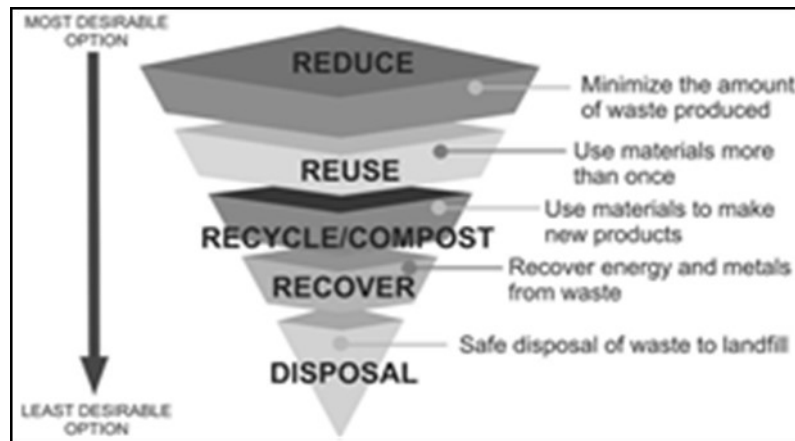 MOST DESIRABLE
OPTION
REDUCE
Minimize the amount
of waste produced
REUSE
Use materials more
than once
RECYCLE/COMPOST
Use materials to make
new products
RECOVER
Recover energy and metals
from waste
Safe disposal of waste to landfill
DISPOSAL
LEAST DESIRABLE
OPTION